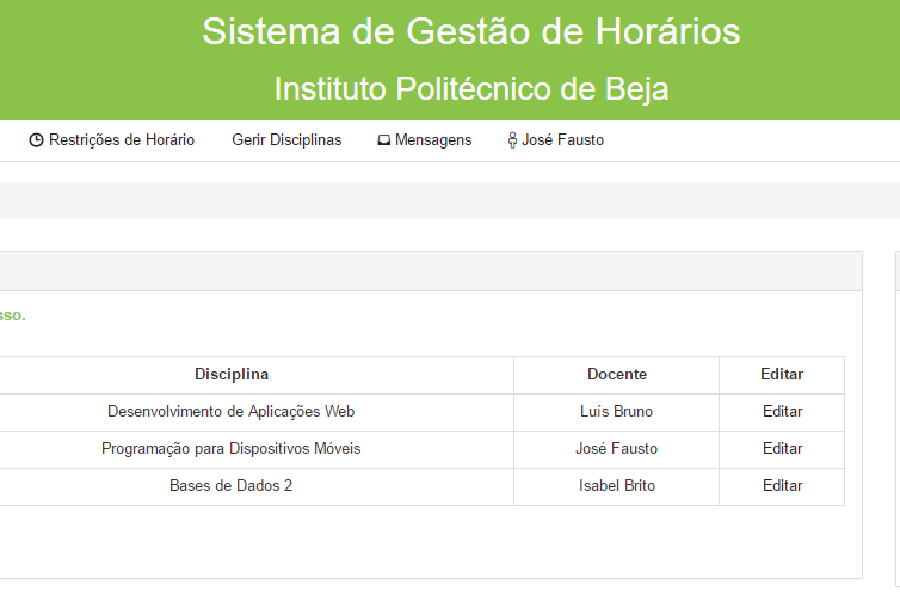 Sistema de Gestão de Horários
Instituto Politécnico de Beja
Restrições de Horário Gerir Disciplinas Mensagens José Fausto
sso.
Disciplina Docente Editar
Desenvolvimento de Aplicações Web Luís Bruno Editar
Programação para Dispositivos Móveis José Fausto Editar
Bases de Dados 2 Isabel Brito Editar